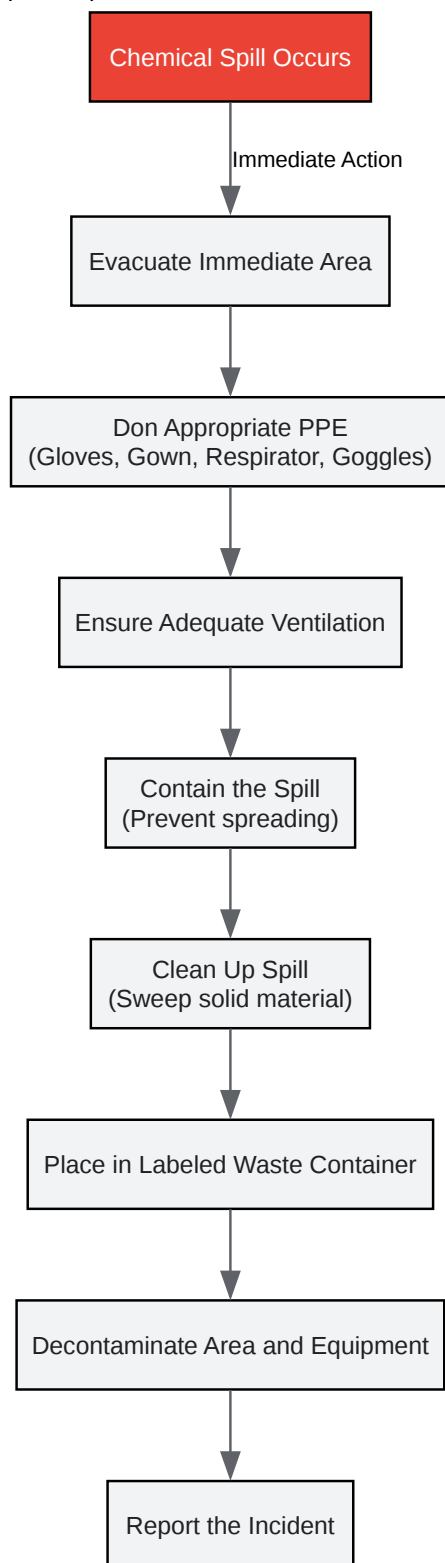 Chemical Spill Occurs
Immediate Action
Evacuate Immediate Area
Don Appropriate PPE
(Gloves, Gown, Respirator, Goggles)
Ensure Adequate Ventilation
Contain the Spill
(Prevent spreading)
Clean Up Spill
(Sweep solid material)
Place in Labeled Waste Container
Decontaminate Area and Equipment
Report the Incident